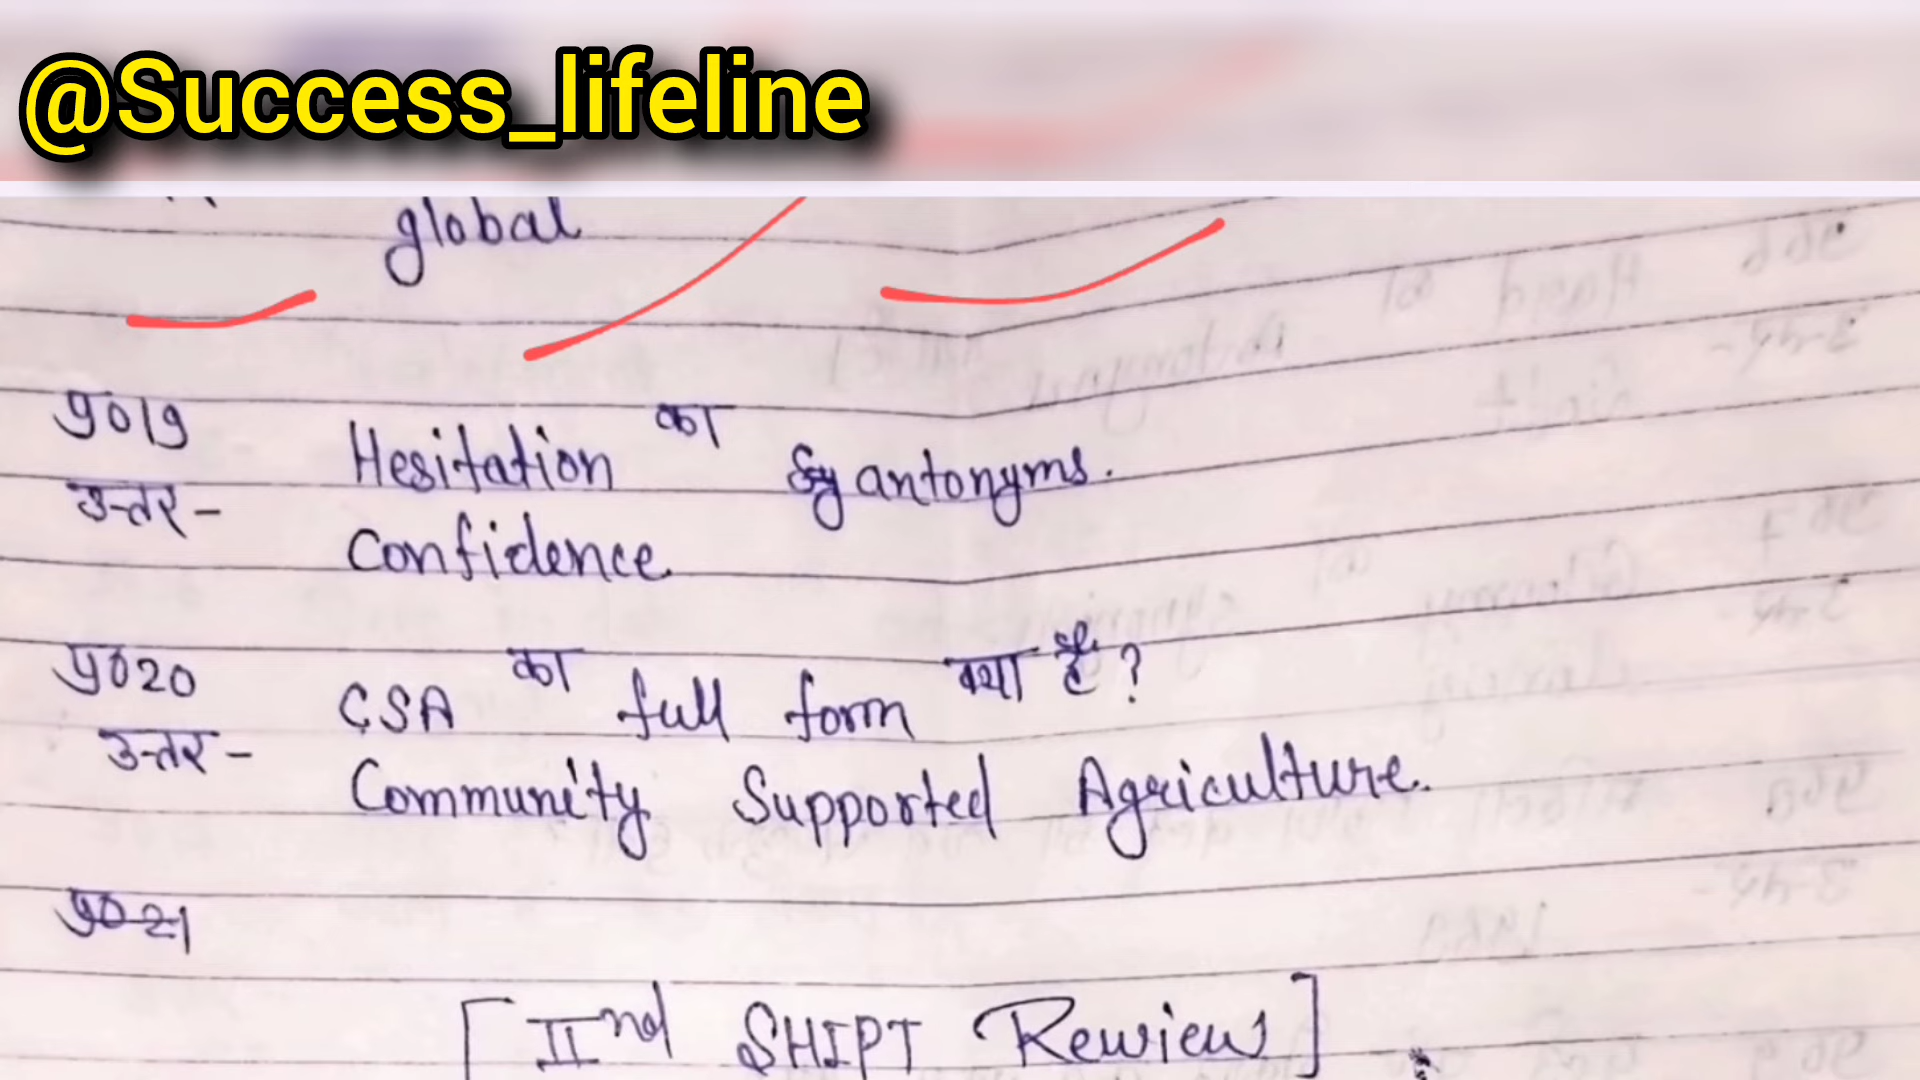 @Success_lifeline
global
प्र019 Hesitation का antonyms.
उत्तर- Confidence.
प्र020 CSA का full form क्या है?
उत्तर- Community Supported Agriculture.
प्र021
[IInd SHIPT Rewiew]